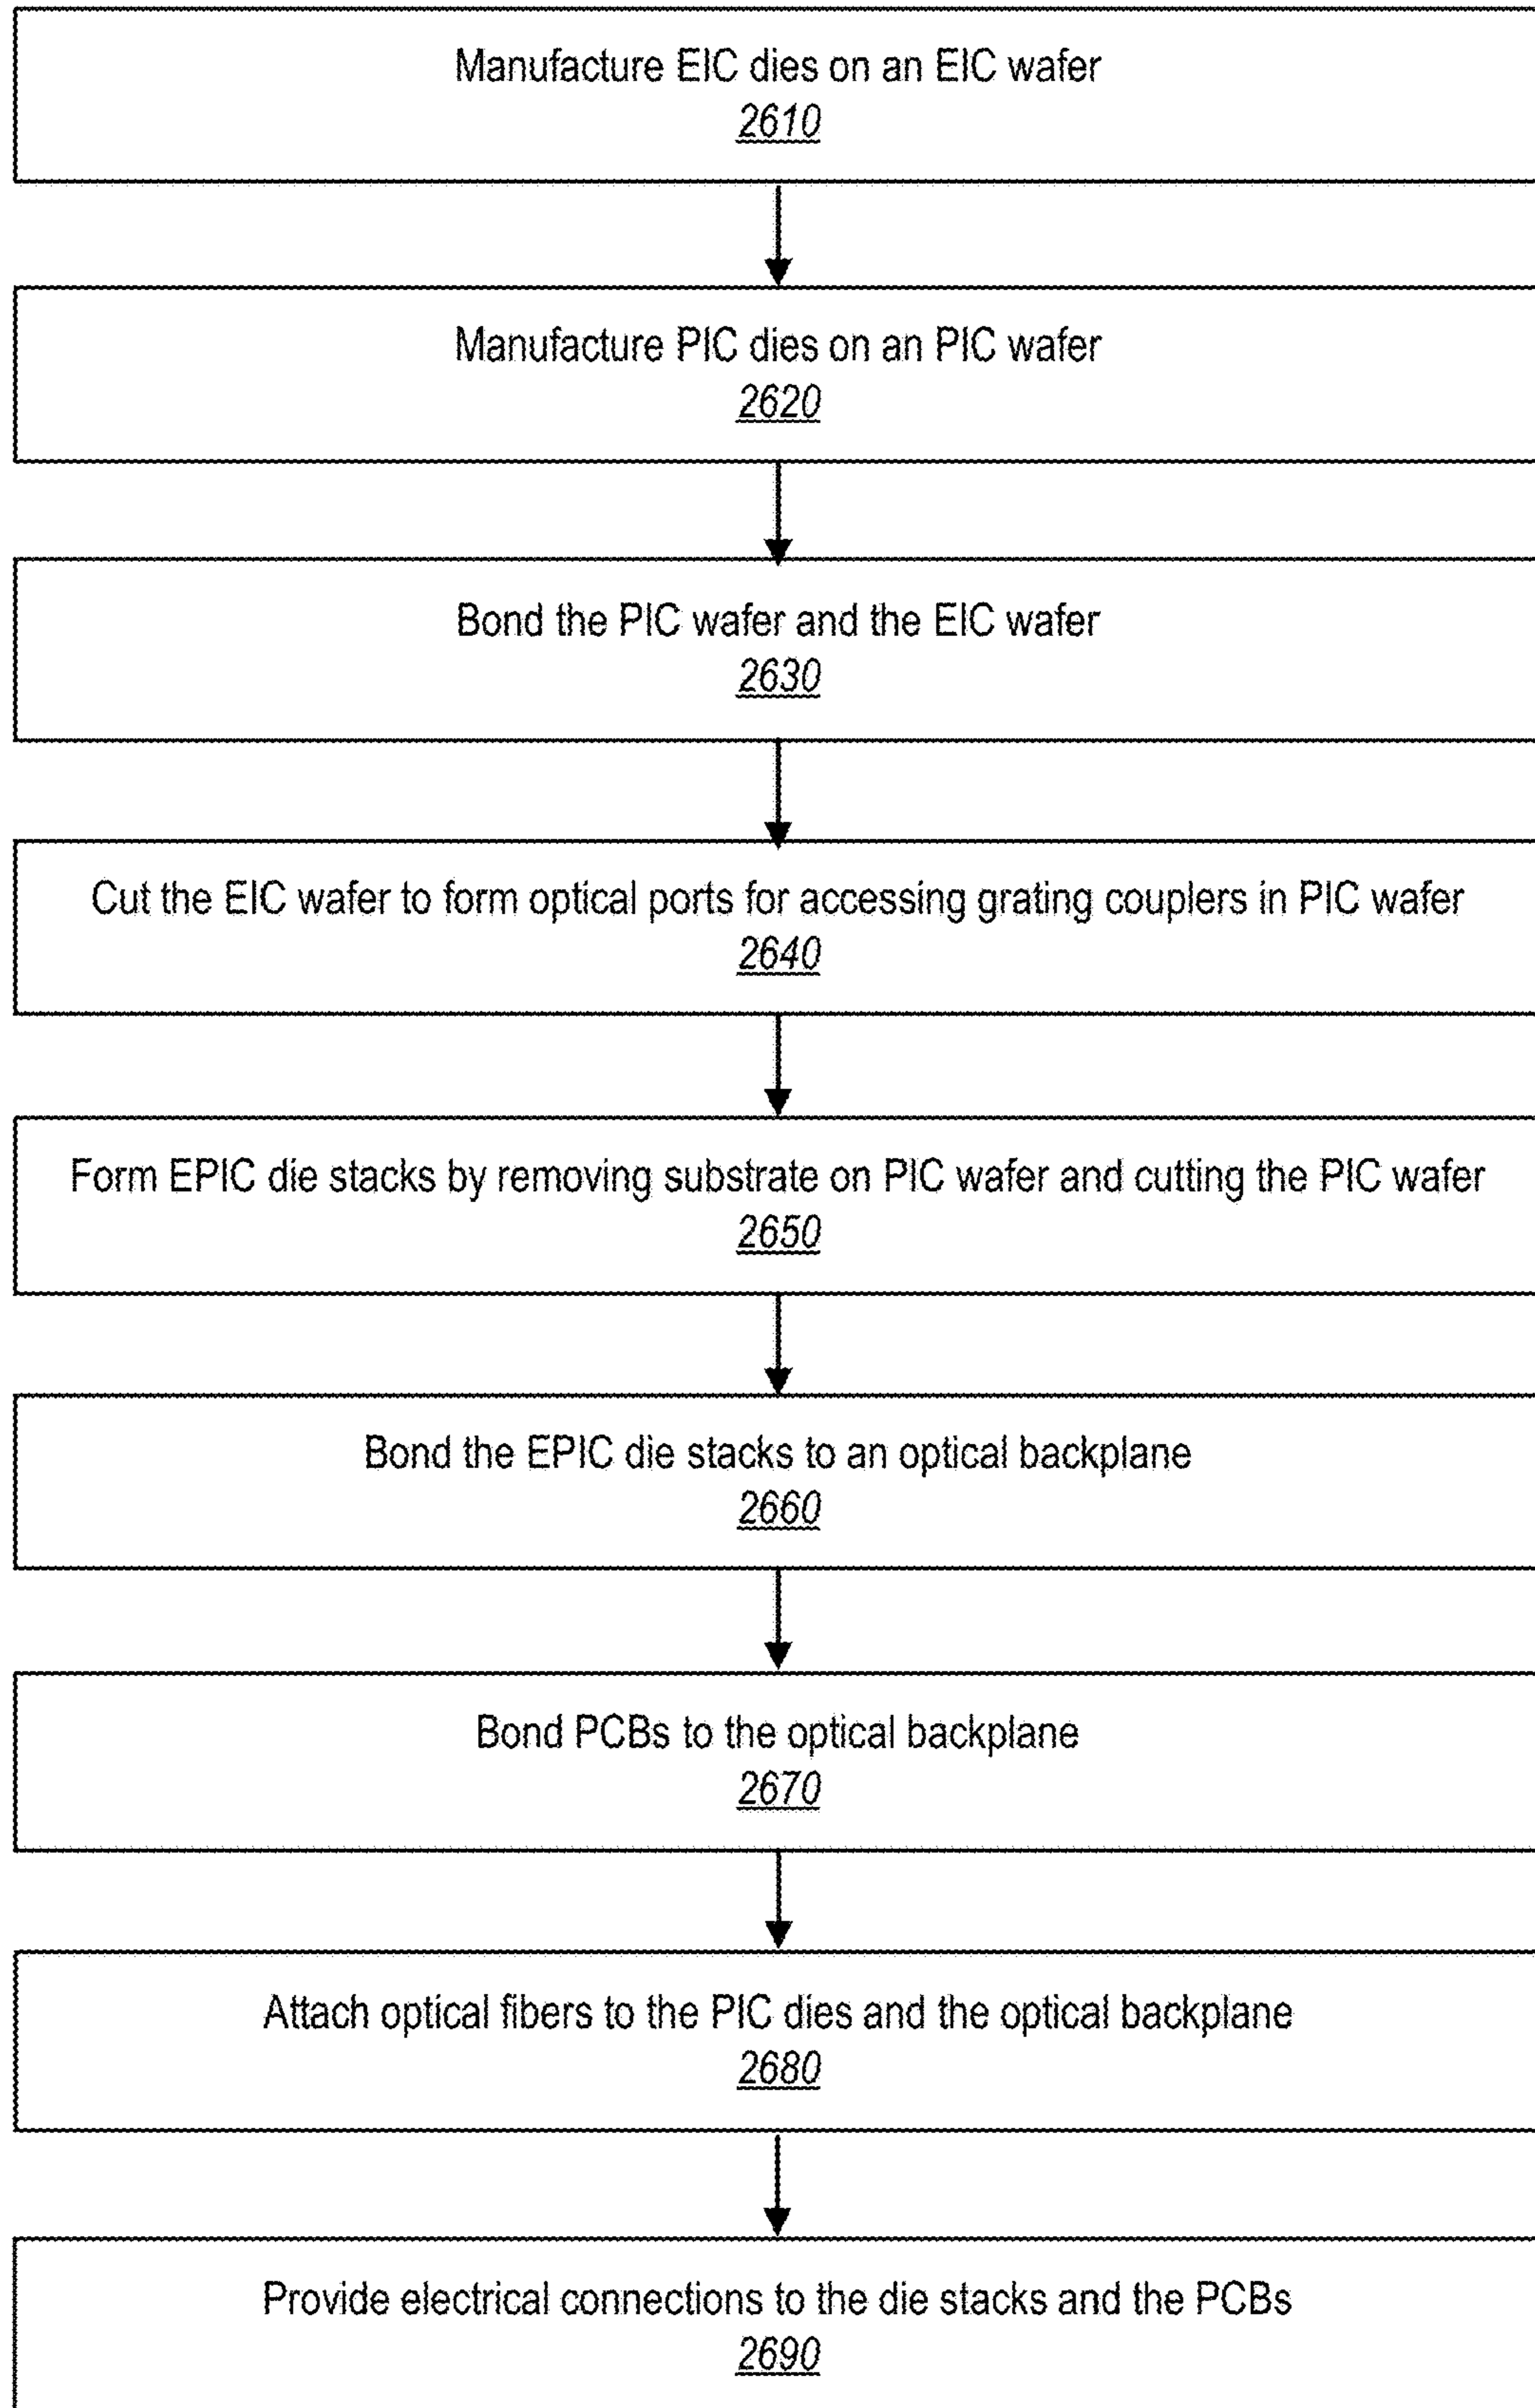 Manufacture EIC dies on an EIC wafer
2610
Manufacture PIC dies on an PIC wafer
2620
Bond the PIC wafer and the EIC wafer
2630
Cut the EIC wafer to form optical ports for accessing grating couplers in PIC wafer
2640
Form EPIC die stacks by removing substrate on PIC wafer and cutting the PIC wafer
2650
Bond the EPIC die stacks to an optical backplane
2660
Bond PCBs to the optical backplane
2670
Attach optical fibers to the PIC dies and the optical backplane
2680
Provide electrical connections to the die stacks and the PCBs
2690